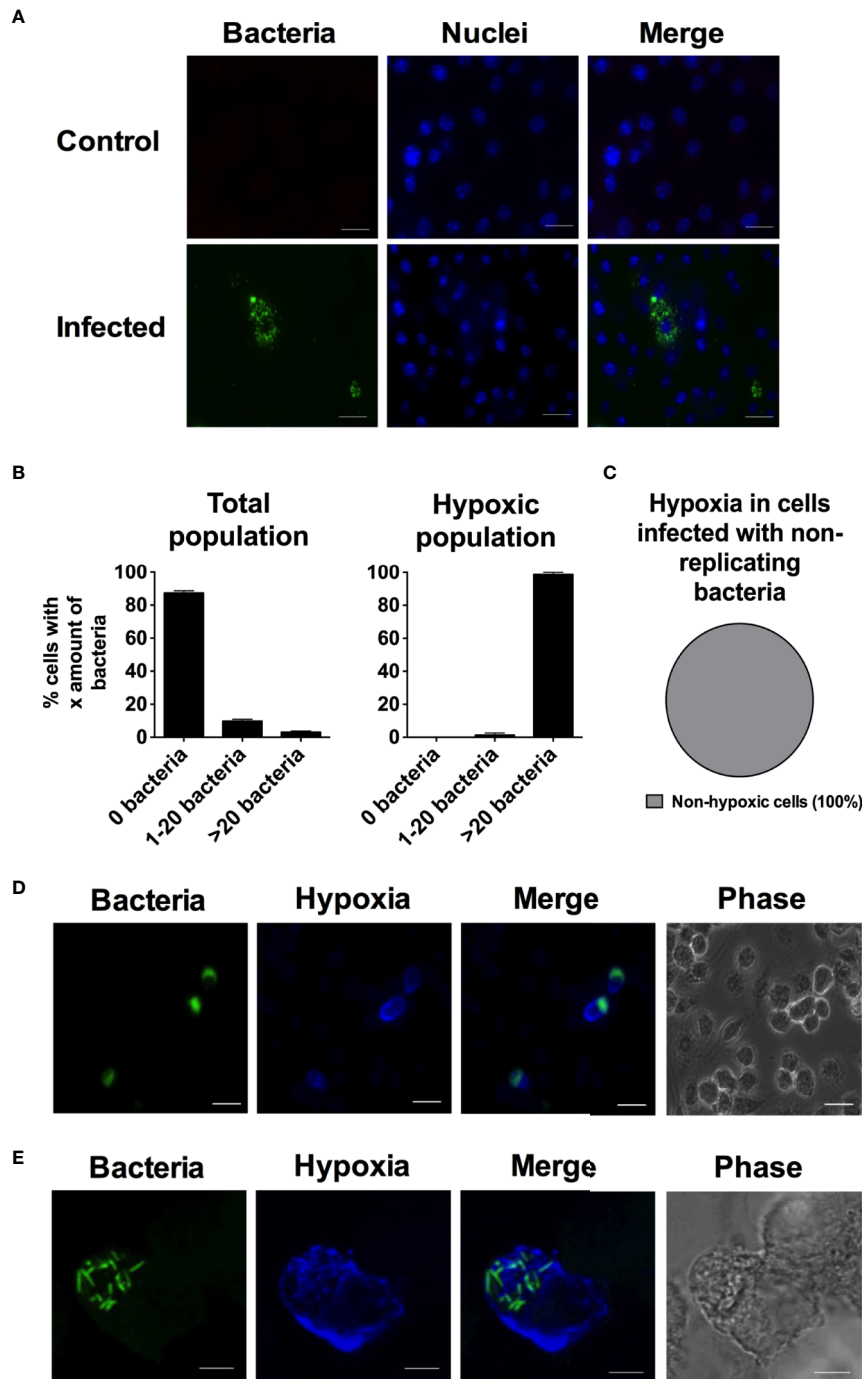 A
Bacteria Nuclei Merge
Control
Infected
B
Total
population
Hypoxic
population
% cells with
x amount of
bacteria
100
80
60
40
20
0
0 bacteria
1-20 bacteria
>20 bacteria
100
80
60
40
20
0
0 bacteria
1-20 bacteria
>20 bacteria
C
Hypoxia in cells
infected with non-
replicating
bacteria
Non-hypoxic cells (100%)
D
Bacteria Hypoxia Merge Phase
E
Bacteria Hypoxia Merge Phase